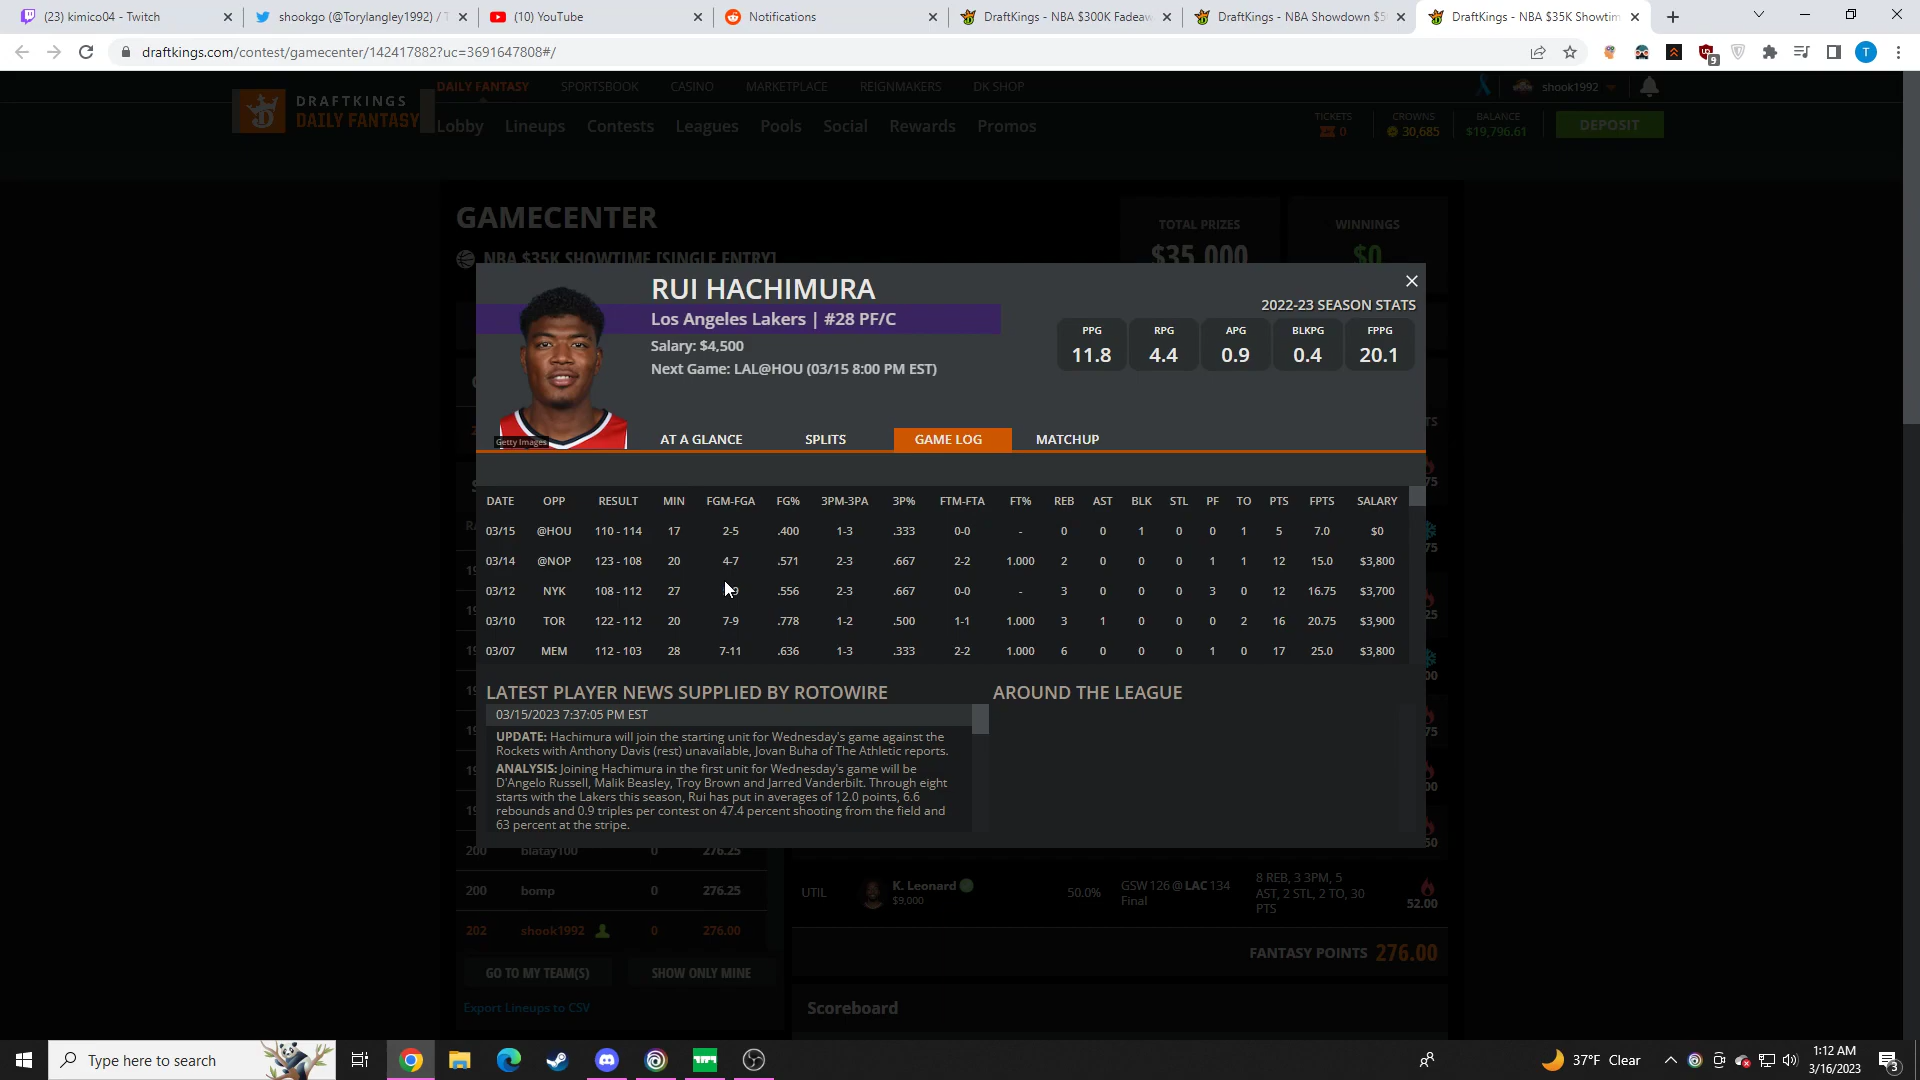 (23) kimico04 - Twitch
shookgo (@Torylangley1992) / T
(10) YouTube
Notifications
DraftKings - NBA $300K Fadeaw
DraftKings - NBA Showdown $5
DraftKings - NBA $35K Showtim
draftkings.com/contest/gamecenter/142417882?uc=3691647808#/
9
T
DRAFTKINGS
DAILY FANTASY
DAILY FANTASY SPORTSBOOK CASINO MARKETPLACE REIGNMAKERS DK SHOP
shook1992
Lobby Lineups Contests Leagues Pools Social Rewards Promos
TICKETS
0
CROWNS
30,685
BALANCE
$19,796.61
DEPOSIT
GAMECENTER
NBA $35K SHOWTIME [SINGLE ENTRY]
TOTAL PRIZES
$35,000
WINNINGS
$0
RUI HACHIMURA
Los Angeles Lakers | #28 PF/C
Salary: $4,500
Next Game: LAL@HOU (03/15 8:00 PM EST)
Getty Images
2022-23 SEASON STATS
PPG RPG APG BLKPG FPPG
11.8 4.4 0.9 0.4 20.1
AT A GLANCE SPLITS GAME LOG MATCHUP
DATE OPP RESULT MIN FGM-FGA FG% 3PM-3PA 3P% FTM-FTA FT% REB AST BLK STL PF TO PTS FPTS SALARY
03/15 @HOU 110 - 114 17 2-5 .400 1-3 .333 0-0 - 0 0 1 0 0 1 5 7.0 $0
03/14 @NOP 123 - 108 20 4-7 .571 2-3 .667 2-2 1.000 2 0 0 0 1 1 12 15.0 $3,800
03/12 NYK 108 - 112 27 .556 2-3 .667 0-0 - 3 0 0 0 3 0 12 16.75 $3,700
03/10 TOR 122 - 112 20 7-9 .778 1-2 .500 1-1 1.000 3 1 0 0 0 2 16 20.75 $3,900
03/07 MEM 112 - 103 28 7-11 .636 1-3 .333 2-2 1.000 6 0 0 0 1 0 17 25.0 $3,800
LATEST PLAYER NEWS SUPPLIED BY ROTOWIRE
03/15/2023 7:37:05 PM EST
UPDATE: Hachimura will join the starting unit for Wednesday's game against the
Rockets with Anthony Davis (rest) unavailable, Jovan Buha of The Athletic reports.
ANALYSIS: Joining Hachimura in the first unit for Wednesday's game will be
D'Angelo Russell, Malik Beasley, Troy Brown and Jarred Vanderbilt. Through eight
starts with the Lakers this season, Rui has put in averages of 12.0 points, 6.6
rebounds and 0.9 triples per contest on 47.4 percent shooting from the field and
63 percent at the stripe.
AROUND THE LEAGUE
200 blatay100 0 276.25
200 bomp 0 276.25
202 shook1992 0 276.00
GO TO MY TEAM(S) SHOW ONLY MINE
Export Lineups to CSV
UTIL
K. Leonard
$9,000
50.0%
GSW 126 @ LAC 134
Final
8 REB, 3 3PM, 5
AST, 2 STL, 2 TO, 30
PTS
52.00
FANTASY POINTS 276.00
Scoreboard
Type here to search
37°F Clear
1:12 AM
3/16/2023
3